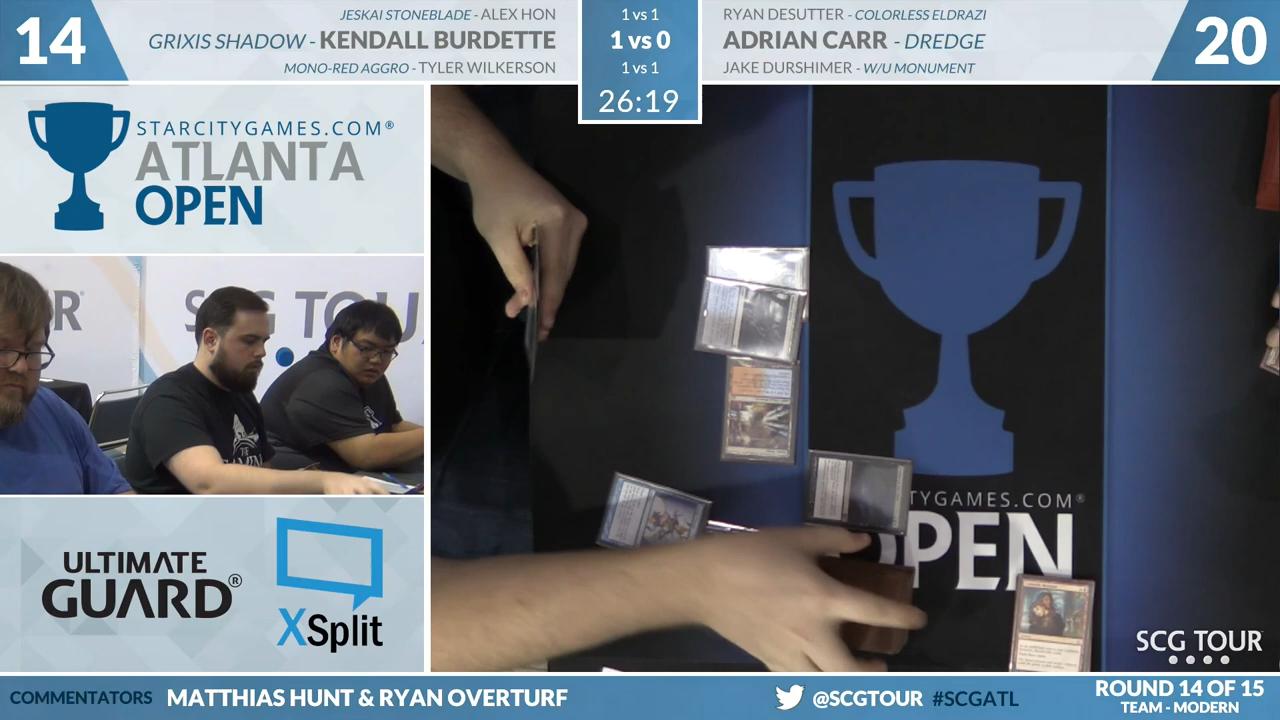 14
JESKAI STONEBLADE - ALEX HON
GRIXIS SHADOW - KENDALL BURDETTE
MONO-RED AGGRO - TYLER WILKERSON
1 vs 1
1 vs 0
1 vs 1
26:19
RYAN DESUTTER - COLORLESS ELDRAZI
ADRIAN CARR - DREDGE
JAKE DURSHIMER - W/U MONUMENT
20
STARCITYGAMES.COM®
ATLANTA
OPEN
SCG TOU
ULTIMATE
GUARD®
XSplit
CITYGAMES.COM®
OPEN
SCG TOUR
COMMENTATORS MATTHIAS HUNT & RYAN OVERTURF
@SCGTOUR #SCGATL
ROUND 14 OF 15
TEAM - MODERN